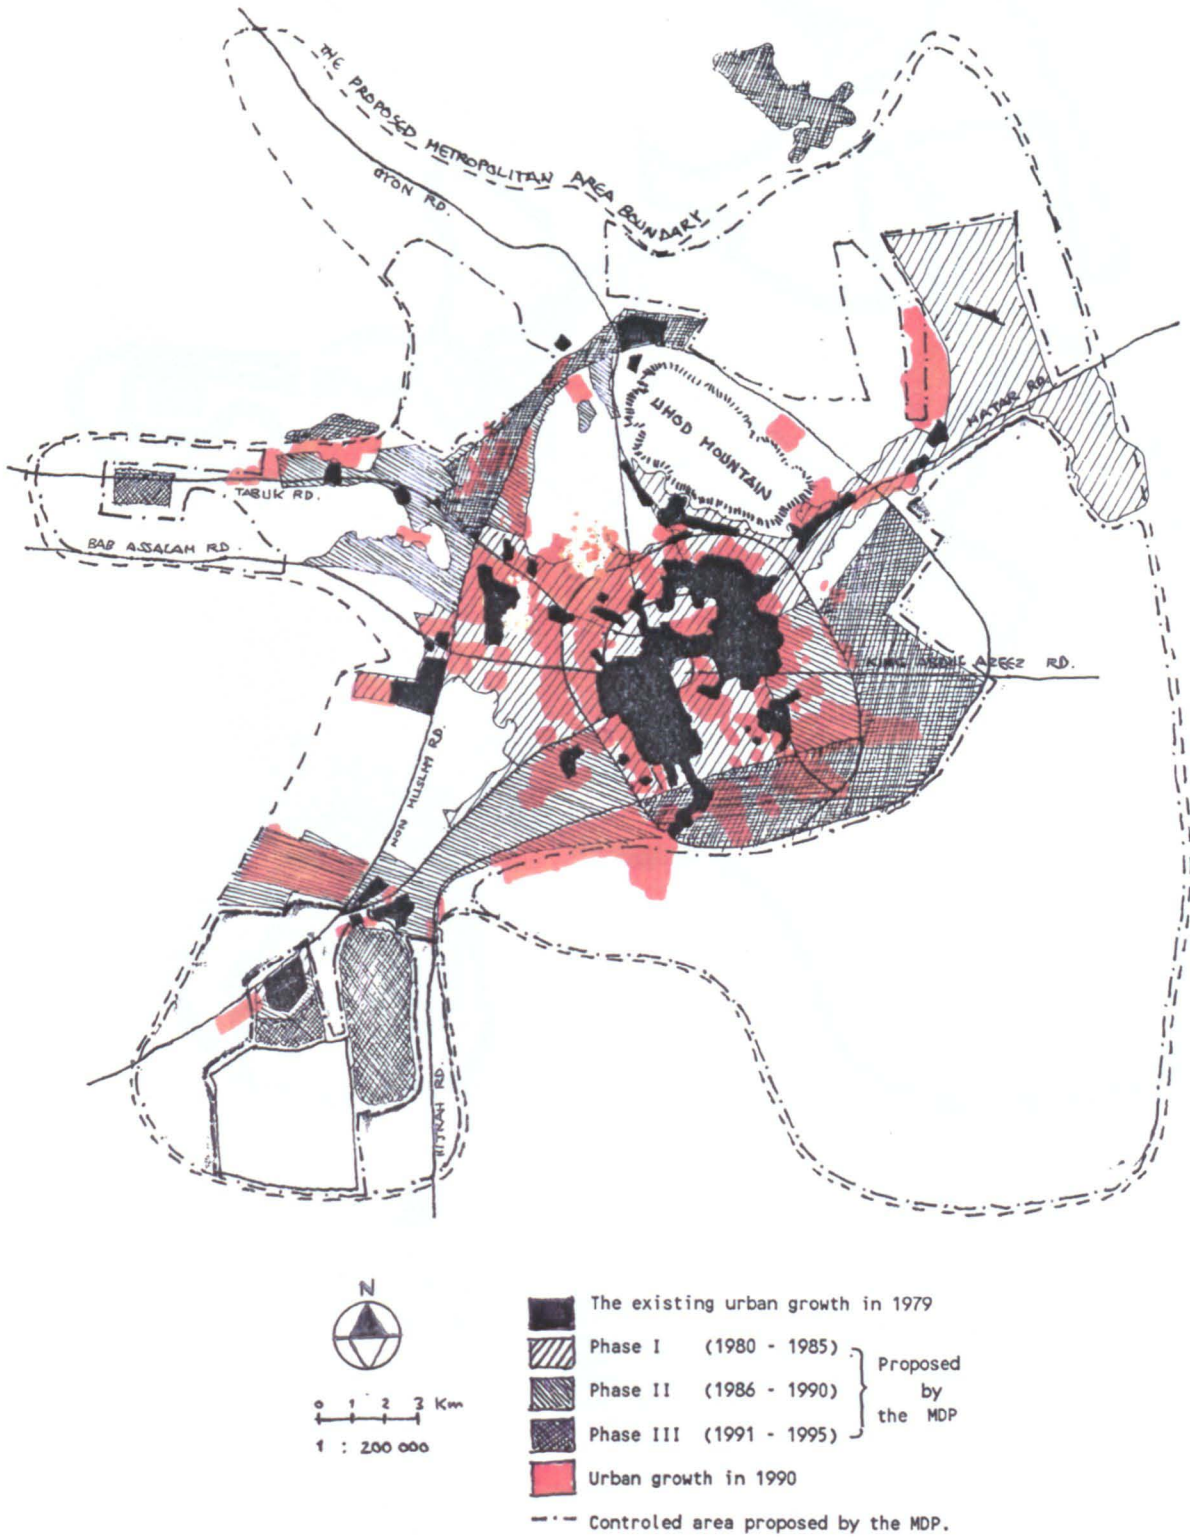 THE PROPOSED METROPOLITAN AREA BOUNDARY
OYON RD.
UHOD MOUNTAIN
MATAR RD.
TABUK RD.
BAB ASSALAM RD.
KING ABDUL AZEEZ RD.
NON MUSLIM RD.
HIJRAH RD.
N
0 1 2 3 Km
1 : 200 000
The existing urban growth in 1979
Phase I (1980 - 1985)
Phase II (1986 - 1990)
Phase III (1991 - 1995)
Proposed
by
the MDP
Urban growth in 1990
Controled area proposed by the MDP.